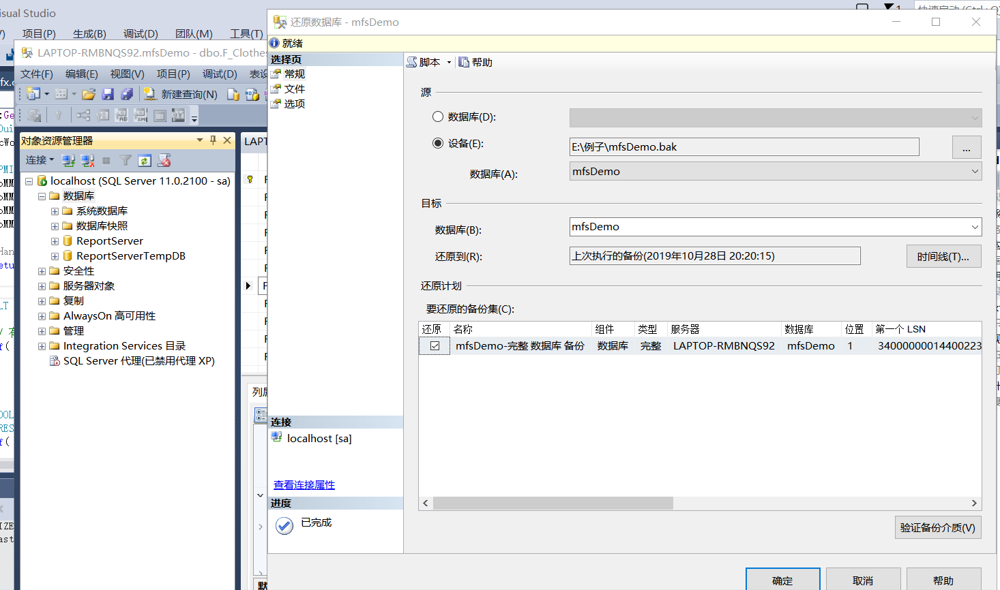 isual Studio
项目(P) 生成(B) 调试(D) 团队(M) 工具(T)
LAPTOP-RMBNQS92.mfsDemo - dbo.F_Clothes
文件(F) 编辑(E) 视图(V) 项目(P) 调试(D)
新建查询(N)
对象资源管理器
连接
localhost (SQL Server 11.0.2100 - sa)
数据库
系统数据库
数据库快照
ReportServer
ReportServerTempDB
安全性
服务器对象
复制
AlwaysOn 高可用性
管理
Integration Services 目录
SQL Server 代理(已禁用代理 XP)
LAPT
还原数据库 - mfsDemo
就绪
选择页
常规
文件
选项
连接
localhost [sa]
查看连接属性
进度
已完成
脚本 帮助
源
数据库(D):
设备(E): E:\例子\mfsDemo.bak ...
数据库(A): mfsDemo
目标
数据库(B): mfsDemo
还原到(R): 上次执行的备份(2019年10月28日 20:20:15) 时间线(T)...
还原计划
要还原的备份集(C):
还原 名称 组件 类型 服务器 数据库 位置 第一个 LSN
mfsDemo-完整 数据库 备份 数据库 完整 LAPTOP-RMBNQS92 mfsDemo 1 34000000014400223
验证备份介质(V)
确定 取消 帮助